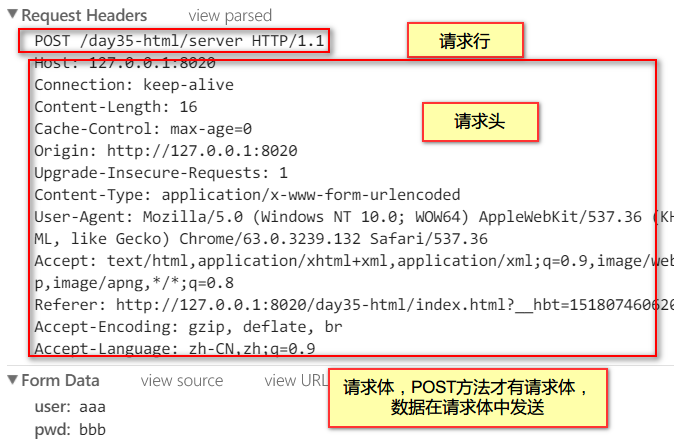 Request Headers view parsed
POST /day35-html/server HTTP/1.1
请求行
Host: 127.0.0.1:8020
Connection: keep-alive
Content-Length: 16
请求头
Cache-Control: max-age=0
Origin: http://127.0.0.1:8020
Upgrade-Insecure-Requests: 1
Content-Type: application/x-www-form-urlencoded
User-Agent: Mozilla/5.0 (Windows NT 10.0; WOW64) AppleWebKit/537.36 (KH
ML, like Gecko) Chrome/63.0.3239.132 Safari/537.36
Accept: text/html,application/xhtml+xml,application/xml;q=0.9,image/web
p,image/apng,*/*;q=0.8
Referer: http://127.0.0.1:8020/day35-html/index.html?__hbt=151807460620
Accept-Encoding: gzip, deflate, br
Accept-Language: zh-CN,zh;q=0.9
Form Data view source view URL
请求体，POST方法才有请求体，
数据在请求体中发送
user: aaa
pwd: bbb